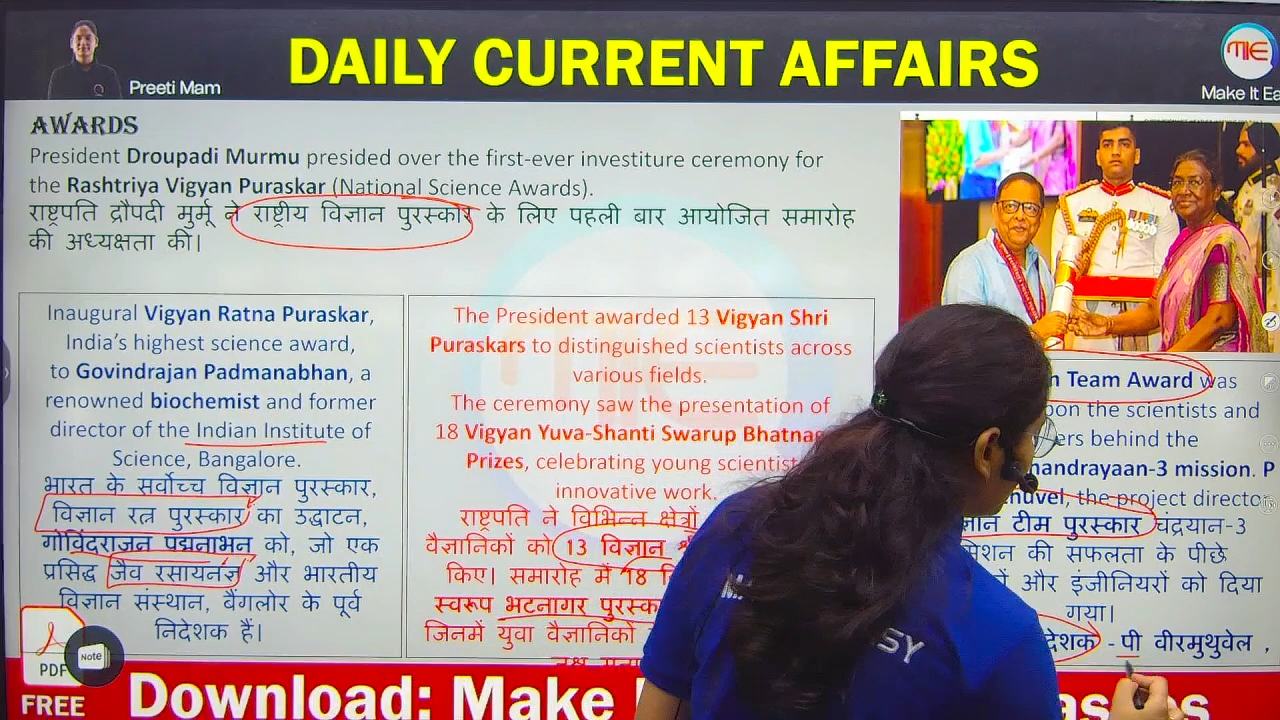 DAILY CURRENT AFFAIRS
Preeti Mam
Make It Ea
AWARDS
President Droupadi Murmu presided over the first-ever investiture ceremony for
the Rashtriya Vigyan Puraskar (National Science Awards).
राष्ट्रपति द्रौपदी मुर्मू ने राष्ट्रीय विज्ञान पुरस्कार के लिए पहली बार आयोजित समारोह
की अध्यक्षता की।
Inaugural Vigyan Ratna Puraskar,
India's highest science award,
to Govindrajan Padmanabhan, a
renowned biochemist and former
director of the Indian Institute of
Science, Bangalore.
भारत के सर्वोच्च विज्ञान पुरस्कार,
विज्ञान रत्न पुरस्कार का उद्घाटन,
गोविंदराजन पद्मनाभन को, जो एक
प्रसिद्ध जैव रसायनज्ञ और भारतीय
विज्ञान संस्थान, बैंगलोर के पूर्व
निदेशक हैं।
The President awarded 13 Vigyan Shri
Puraskars to distinguished scientists across
various fields.
The ceremony saw the presentation of
18 Vigyan Yuva-Shanti Swarup Bhatnag
Prizes, celebrating young scientist
innovative work.
राष्ट्रपति ने विभिन्न क्षेत्रों
वैज्ञानिकों को 13 विज्ञान
किए। समारोह में 18
स्वरूप भटनागर पुरस्का
जिनमें युवा वैज्ञानिकों
Team Award was
upon the scientists and
behind the
Chandrayaan-3 mission. P
the project director
टीम पुरस्कार चंद्रयान-3
मिशन की सफलता के पीछे
और इंजीनियरों को दिया
गया।
- पी वीरमुथुवेल ,
PDF
Note
FREE
Download: Make
SY